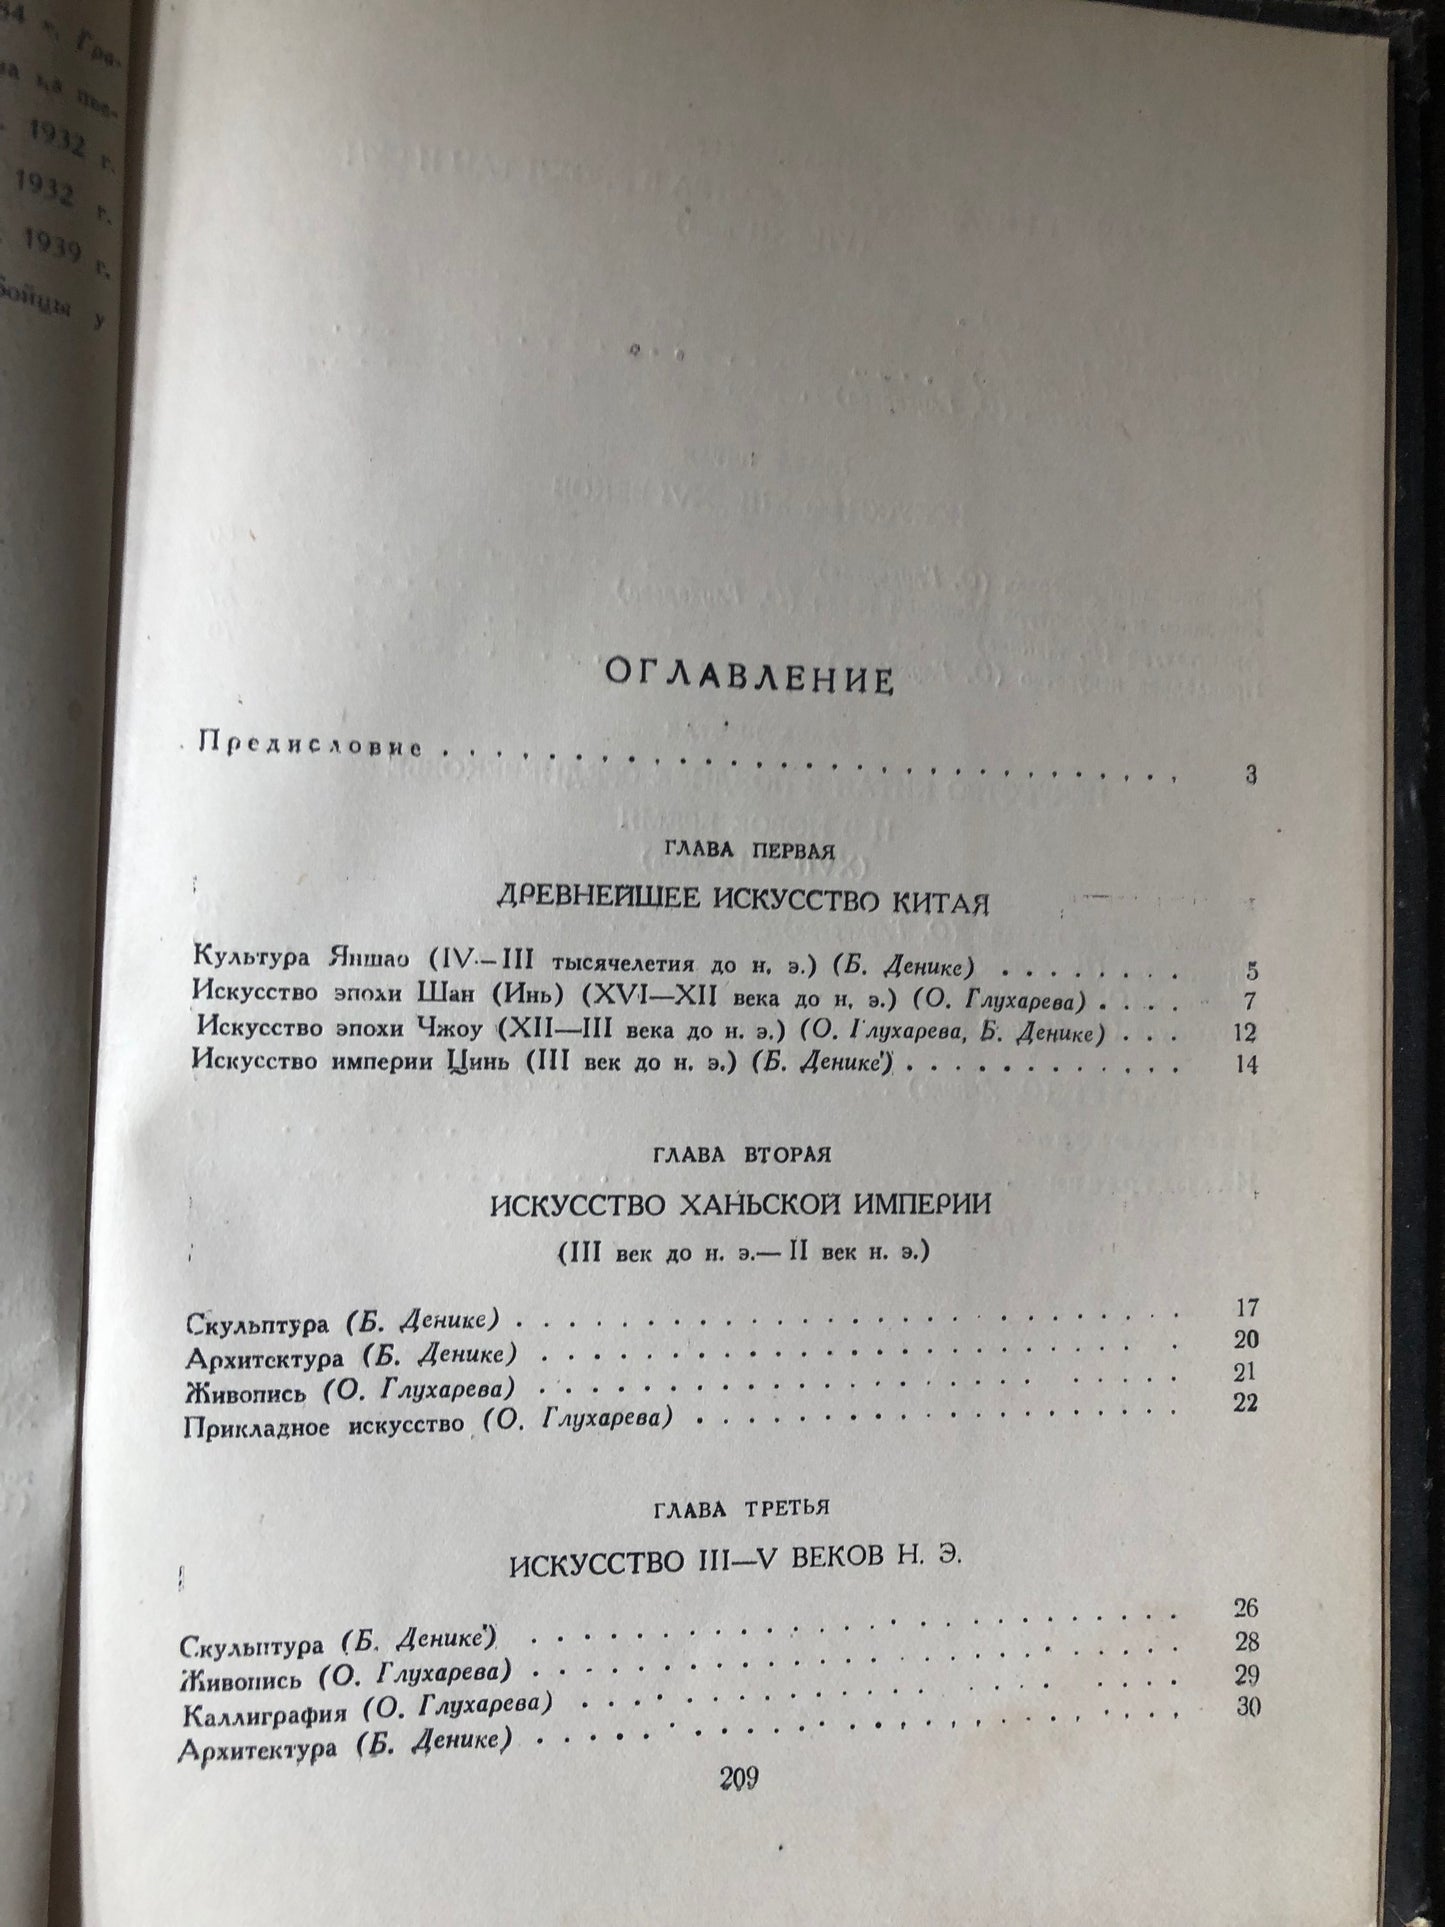 1932 г.
1932 г.
1939 г.
бойцы у
ОГЛАВЛЕНИЕ
Предисловие . . . . . . . . . . . . . . . . . . . . . . . . . . . . . 3
ГЛАВА ПЕРВАЯ
ДРЕВНЕЙШЕЕ ИСКУССТВО КИТАЯ
Культура Яншао (IV—III тысячелетия до н. э.) (Б. Денике) . . . . . . . . 5
Искусство эпохи Шан (Инь) (XVI—XII века до н. э.) (О. Глухарева) . . . . 7
Искусство эпохи Чжоу (XII—III века до н. э.) (О. Глухарева, Б. Денике) . . . 12
Искусство империи Цинь (III век до н. э.) (Б. Денике) . . . . . . . . . . . . 14
ГЛАВА ВТОРАЯ
ИСКУССТВО ХАНЬСКОЙ ИМПЕРИИ
(III век до н. э.— II век н. э.)
Скульптура (Б. Денике) . . . . . . . . . . . . . . . . . . . . . . . . . . 17
Архитектура (Б. Денике) . . . . . . . . . . . . . . . . . . . . . . . . . 20
Живопись (О. Глухарева) . . . . . . . . . . . . . . . . . . . . . . . . . 21
Прикладное искусство (О. Глухарева) . . . . . . . . . . . . . . . . . . . 22
ГЛАВА ТРЕТЬЯ
ИСКУССТВО III—V ВЕКОВ Н. Э.
Скульптура (Б. Денике) . . . . . . . . . . . . . . . . . . . . . . . . . 26
Живопись (О. Глухарева) . . . . . . . . . . . . . . . . . . . . . . . . . 28
Каллиграфия (О. Глухарева) . . . . . . . . . . . . . . . . . . . . . . . 29
Архитектура (Б. Денике) . . . . . . . . . . . . . . . . . . . . . . . . . 30
209